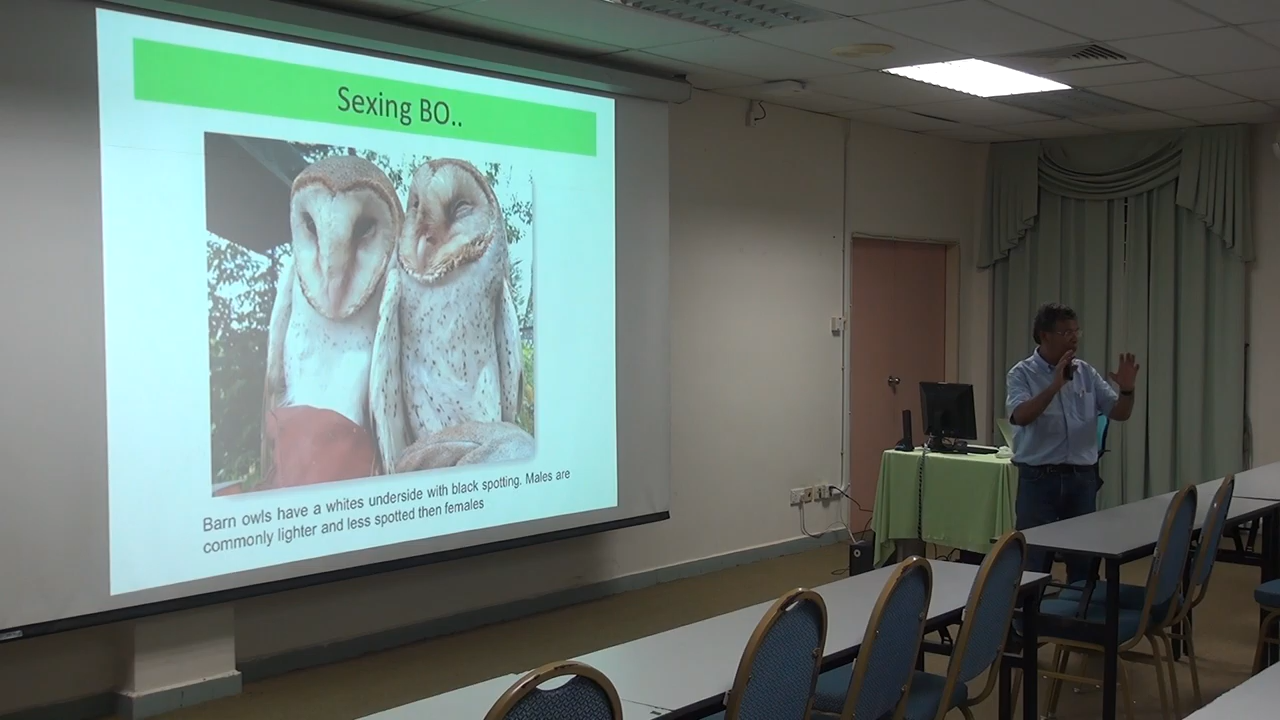 Sexing BO..
Barn owls have a whites underside with black spotting. Males are
commonly lighter and less spotted then females